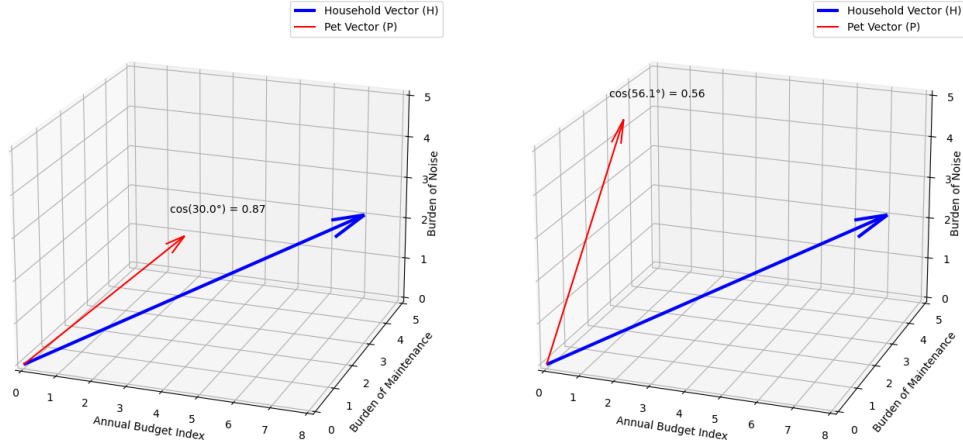 Household Vector (H)
Pet Vector (P)
cos(30.0°) = 0.87
5
4
3
2
1
0
Burden of Noise
5
4
3
2
1
0
Burden of Maintenance
0 1 2 3 4 5 6 7 8
Annual Budget Index
Household Vector (H)
Pet Vector (P)
cos(56.1°) = 0.56
5
4
3
2
1
0
Burden of Noise
5
4
3
2
1
0
Burden of Maintenance
0 1 2 3 4 5 6 7 8
Annual Budget Index